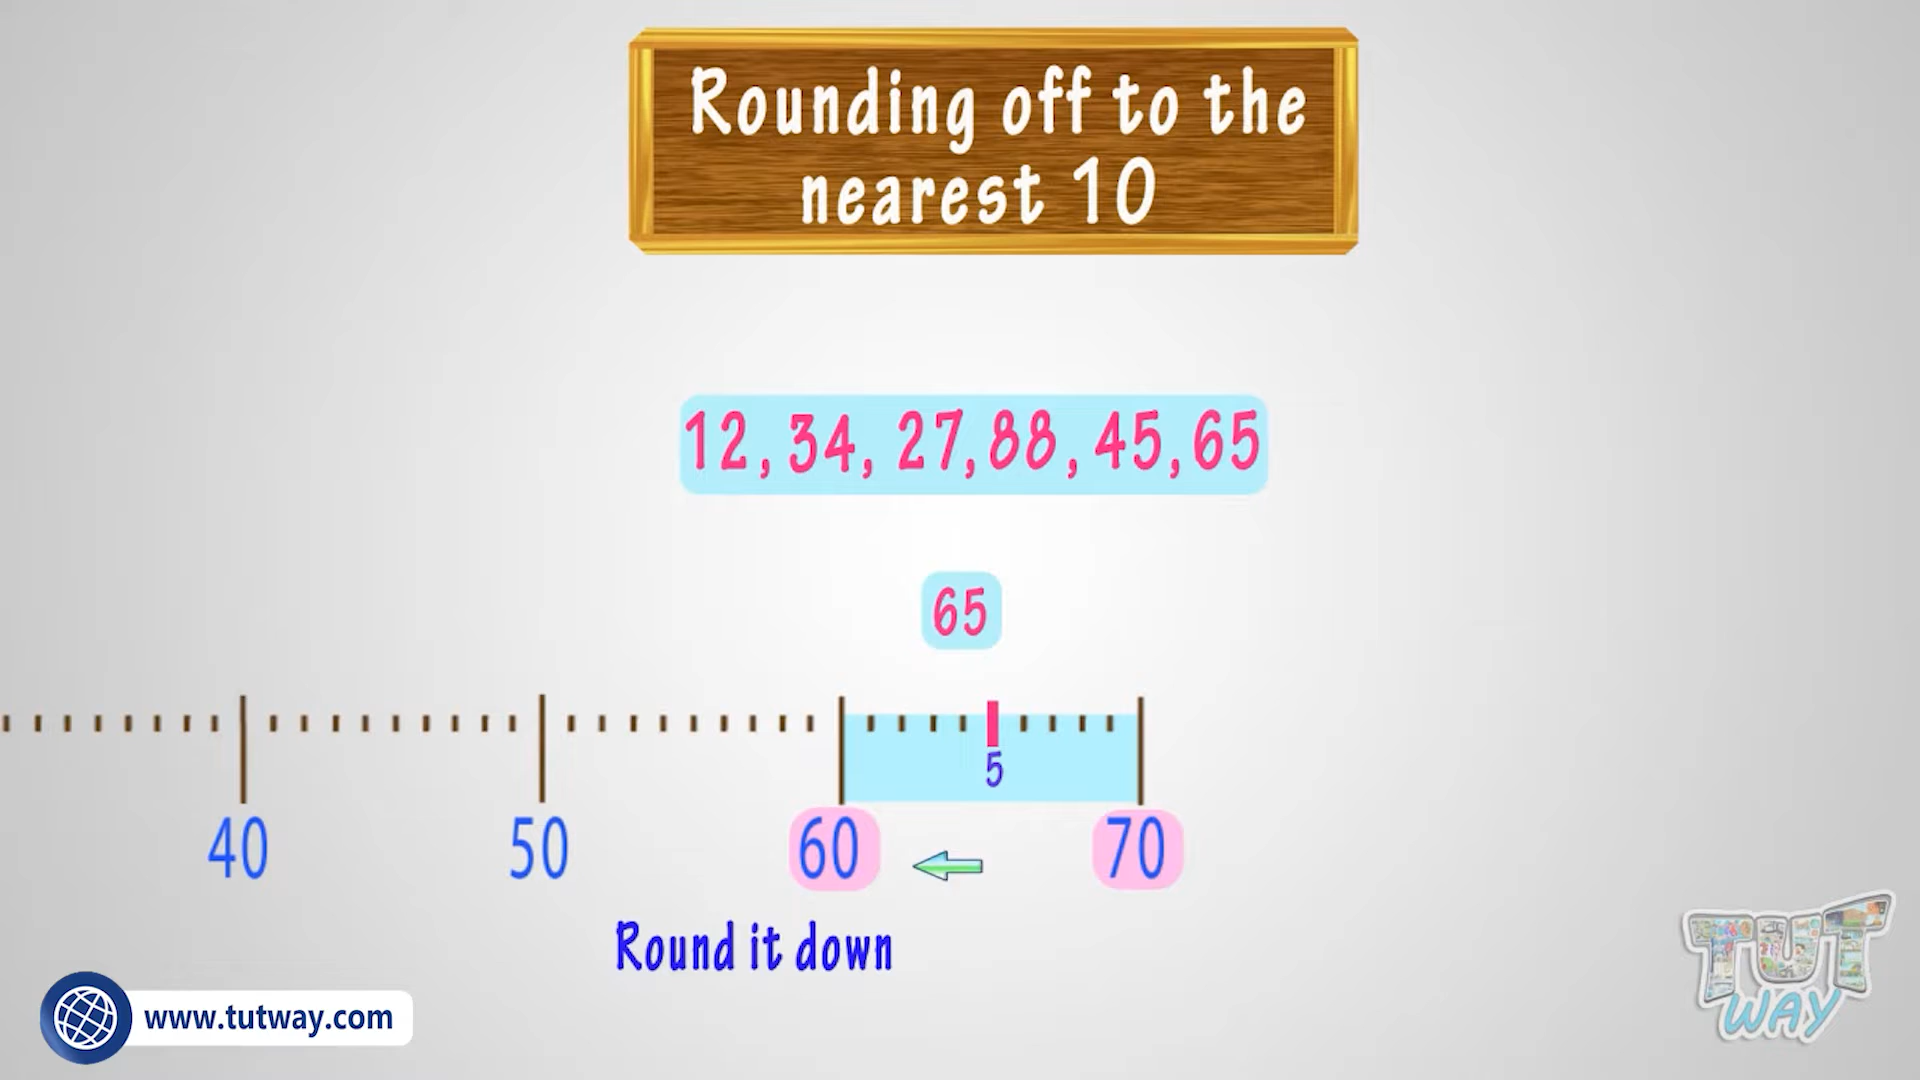 Rounding off to the
nearest 10
12, 34, 27, 88, 45, 65
65
5
40 50 60 70
Round it down
www.tutway.com
TUT
WAY